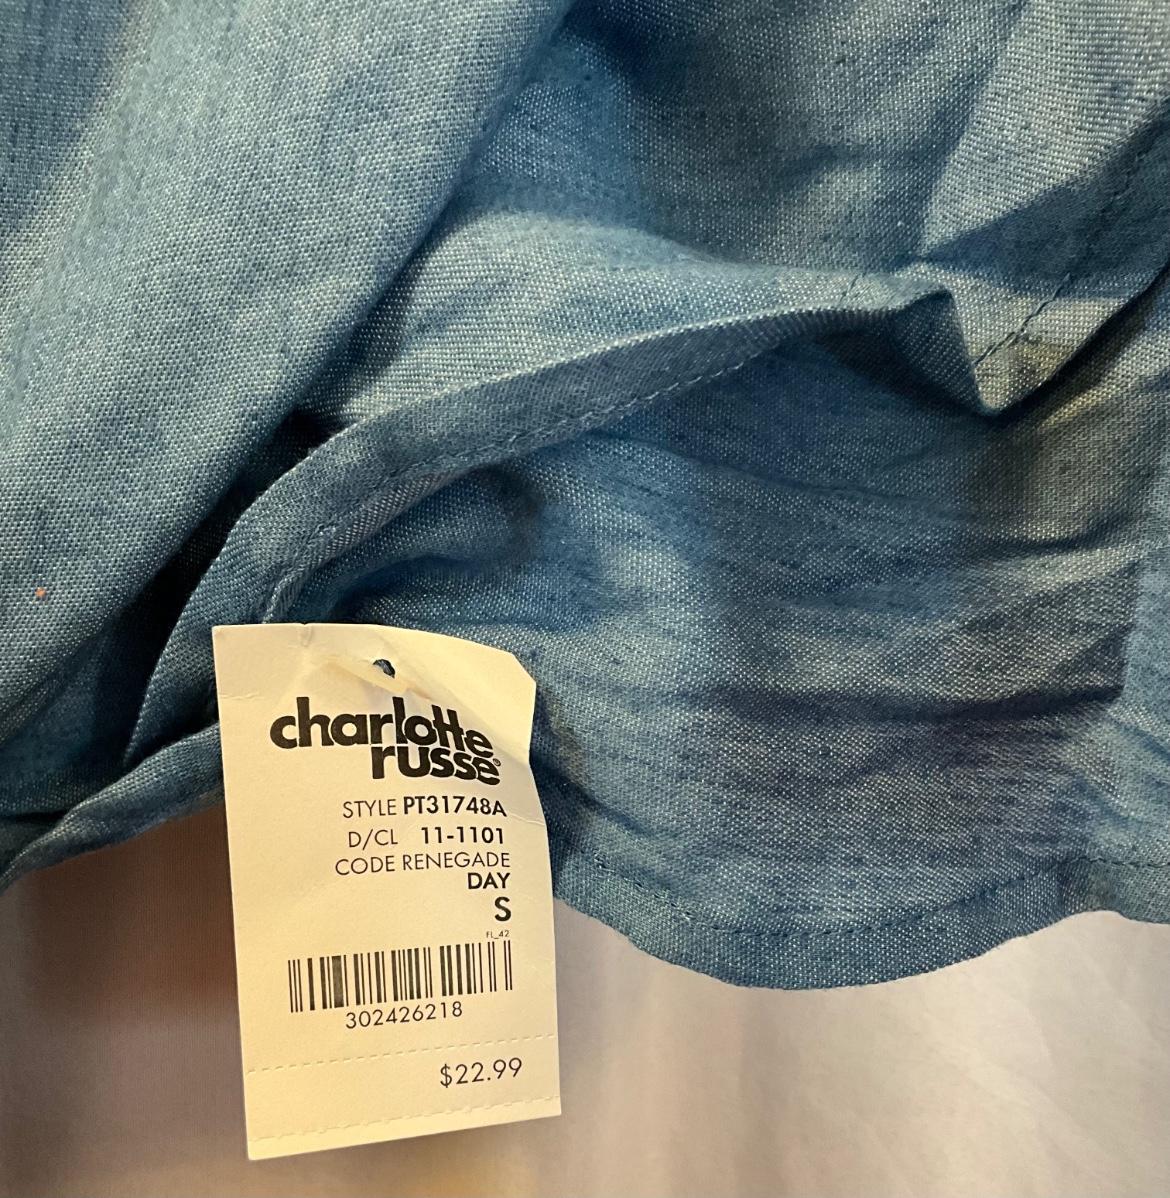 charlotte
russe®
STYLE PT31748A
D/CL 11-1101
CODE RENEGADE
DAY
S
FL_42
302426218
$22.99